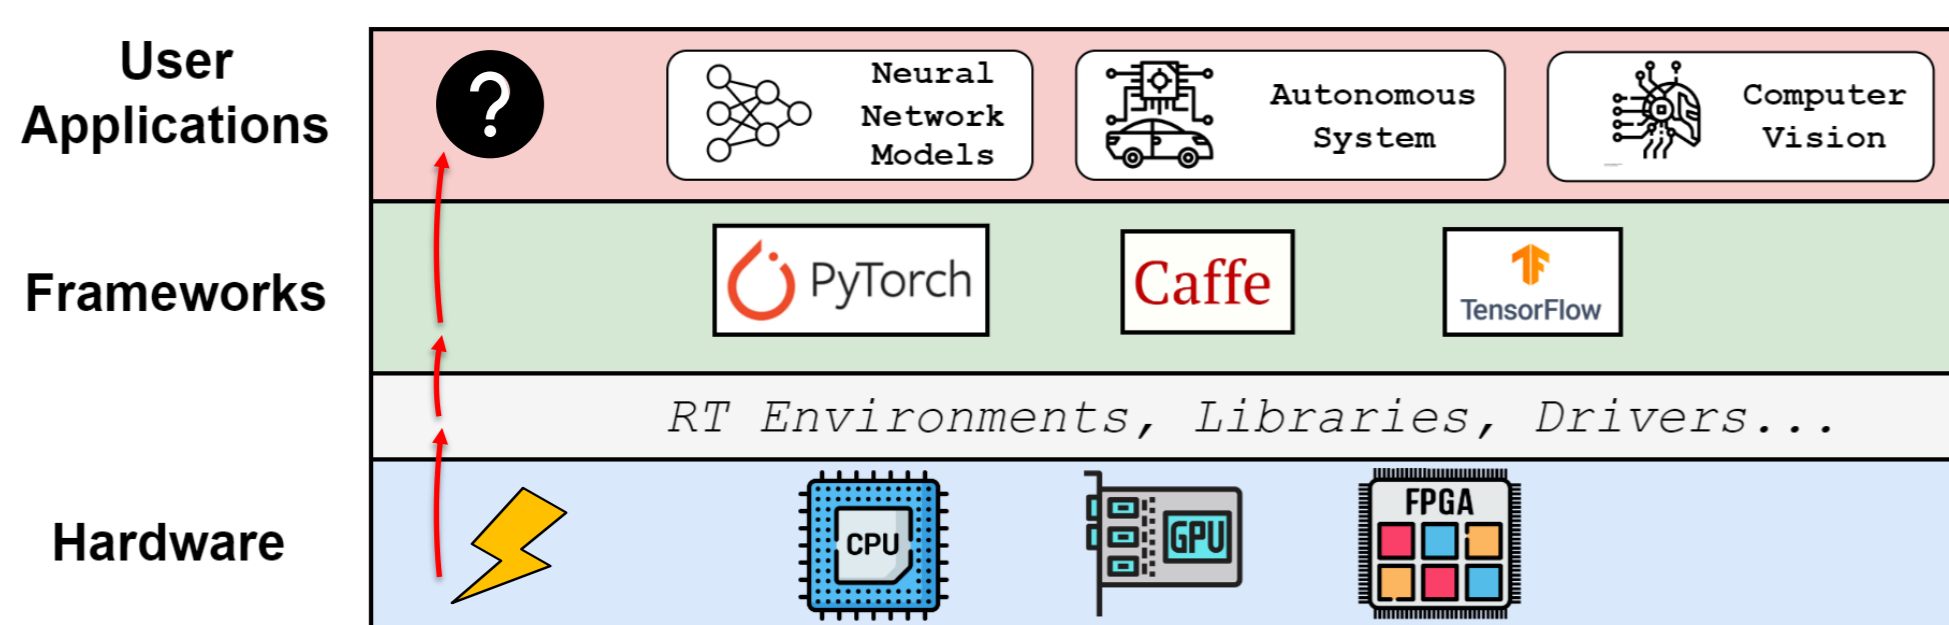 User
Applications
?
Neural
Network
Models
Autonomous
System
Computer
Vision
Frameworks
PyTorch
Caffe
TensorFlow
RT Environments, Libraries, Drivers...
Hardware
CPU
GPU
FPGA